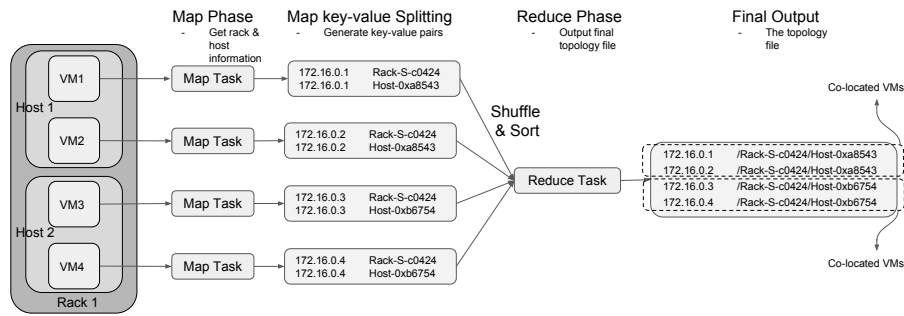 Map Phase
- Get rack & host information
Map key-value Splitting
- Generate key-value pairs
Reduce Phase
- Output final topology file
Final Output
- The topology file
Host 1
VM1
VM2
Host 2
VM3
VM4
Rack 1
Map Task
Map Task
Map Task
Map Task
172.16.0.1 Rack-S-c0424
172.16.0.1 Host-0xa8543
172.16.0.2 Rack-S-c0424
172.16.0.2 Host-0xa8543
172.16.0.3 Rack-S-c0424
172.16.0.3 Host-0xb6754
172.16.0.4 Rack-S-c0424
172.16.0.4 Host-0xb6754
Shuffle
& Sort
Reduce Task
Co-located VMs
172.16.0.1 /Rack-S-c0424/Host-0xa8543
172.16.0.2 /Rack-S-c0424/Host-0xa8543
172.16.0.3 /Rack-S-c0424/Host-0xb6754
172.16.0.4 /Rack-S-c0424/Host-0xb6754
Co-located VMs